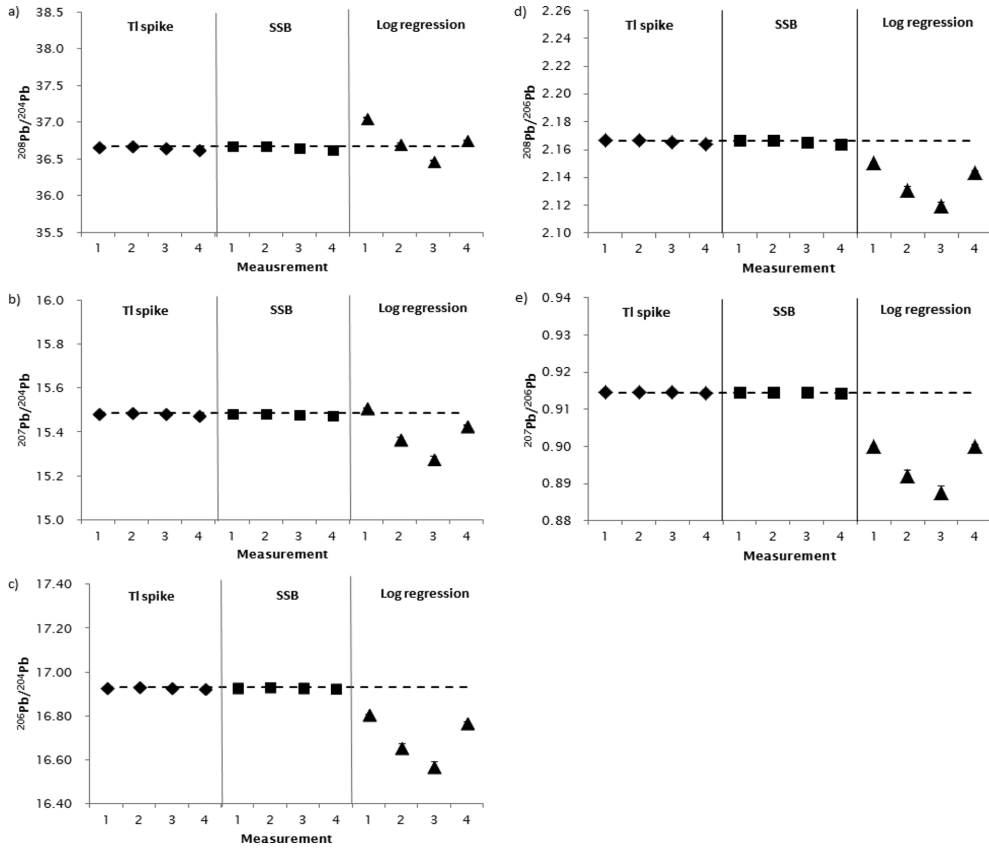 a)
38.5
38.0
37.5
37.0
36.5
36.0
35.5
²⁰⁸Pb/²⁰⁴Pb
Tl spike
SSB
Log regression
1 2 3 4 1 2 3 4 1 2 3 4
Meausrement
b)
16.0
15.8
15.6
15.4
15.2
15.0
²⁰⁷Pb/²⁰⁴Pb
Tl spike
SSB
Log regression
1 2 3 4 1 2 3 4 1 2 3 4
Measurement
c)
17.40
17.20
17.00
16.80
16.60
16.40
²⁰⁶Pb/²⁰⁴Pb
Tl spike
SSB
Log regression
1 2 3 4 1 2 3 4 1 2 3 4
Measurement
d)
2.26
2.24
2.22
2.20
2.18
2.16
2.14
2.12
2.10
²⁰⁸Pb/²⁰⁶Pb
Tl spike
SSB
Log regression
1 2 3 4 1 2 3 4 1 2 3 4
Measurement
e)
0.94
0.93
0.92
0.91
0.90
0.89
0.88
²⁰⁷Pb/²⁰⁶Pb
Tl spike
SSB
Log regression
1 2 3 4 1 2 3 4 1 2 3 4
Measurement